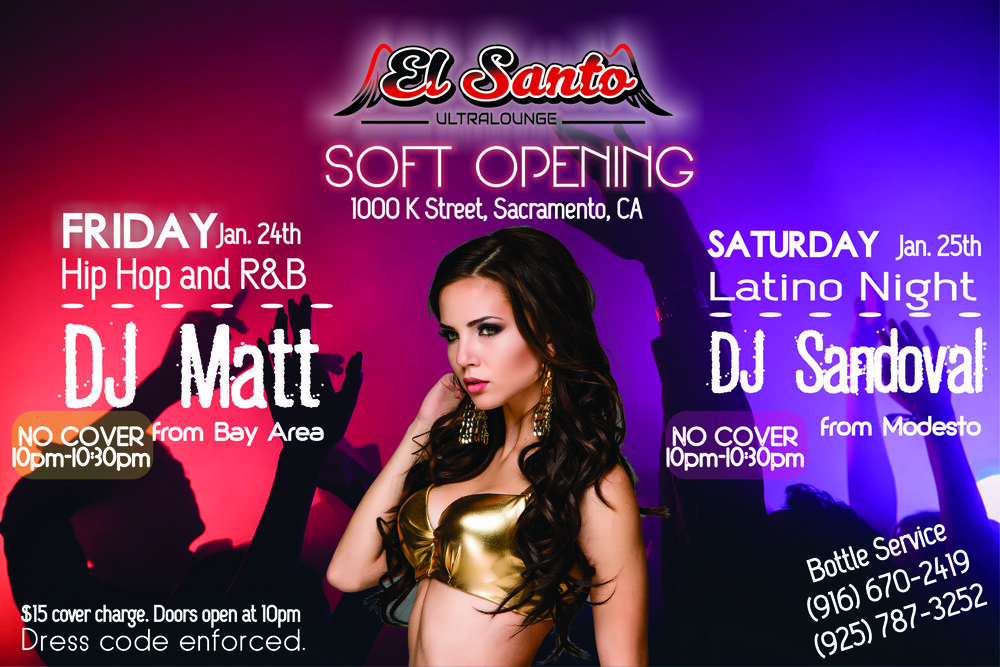 El Santo
ULTRALOUNGE
SOFT OPENING
1000 K Street, Sacramento, CA
FRIDAY Jan. 24th
Hip Hop and R&B
DJ Matt
from Bay Area
NO COVER
10pm-10:30pm
SATURDAY Jan. 25th
Latino Night
DJ Sandoval
from Modesto
NO COVER
10pm-10:30pm
$15 cover charge. Doors open at 10pm
Dress code enforced.
Bottle Service
(916) 670-2419
(925) 787-3252